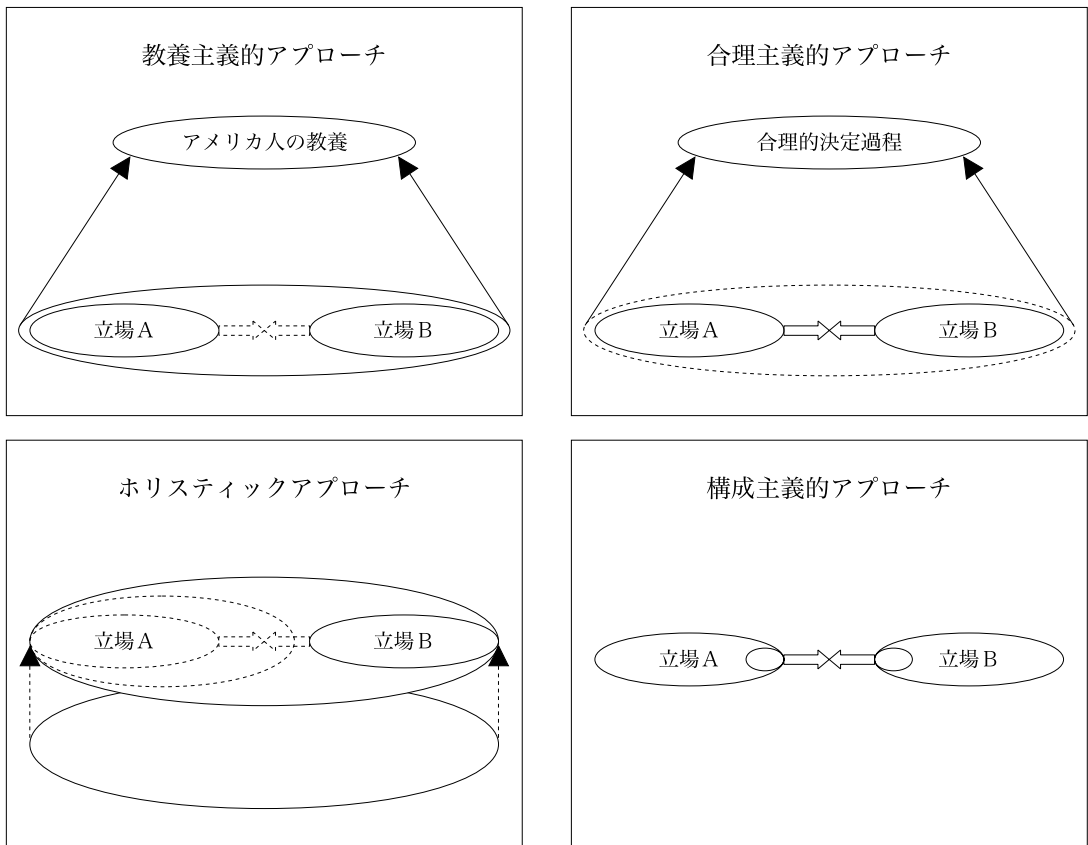 教養主義的アプローチ
アメリカ人の教養
立場A
立場B
合理主義的アプローチ
合理的決定過程
立場A
立場B
ホリスティックアプローチ
立場A
立場B
構成主義的アプローチ
立場A
立場B